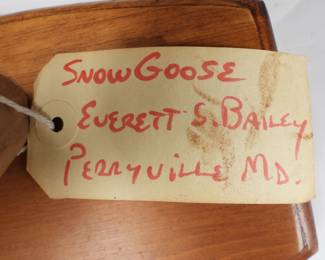 SNOW GOOSE
EVERETT S. BAILEY
PERRYVILLE MD.